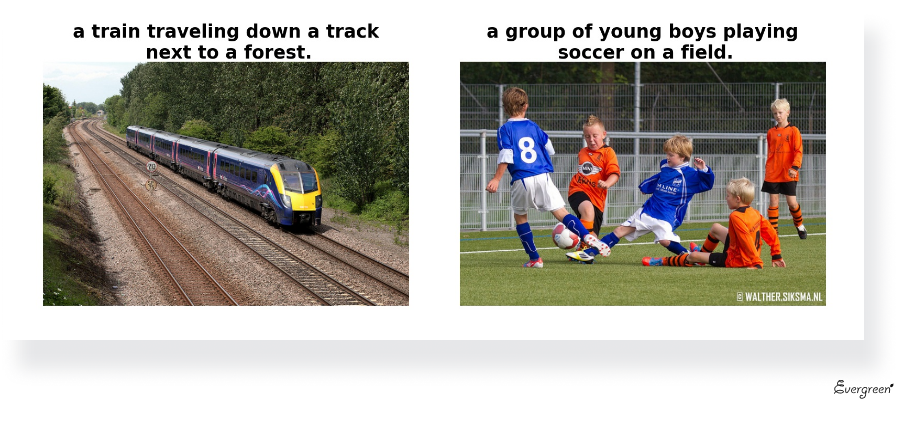 a train traveling down a track
next to a forest.
a group of young boys playing
soccer on a field.
8
© WALTHER.SIKSMA.NL
Evergreen